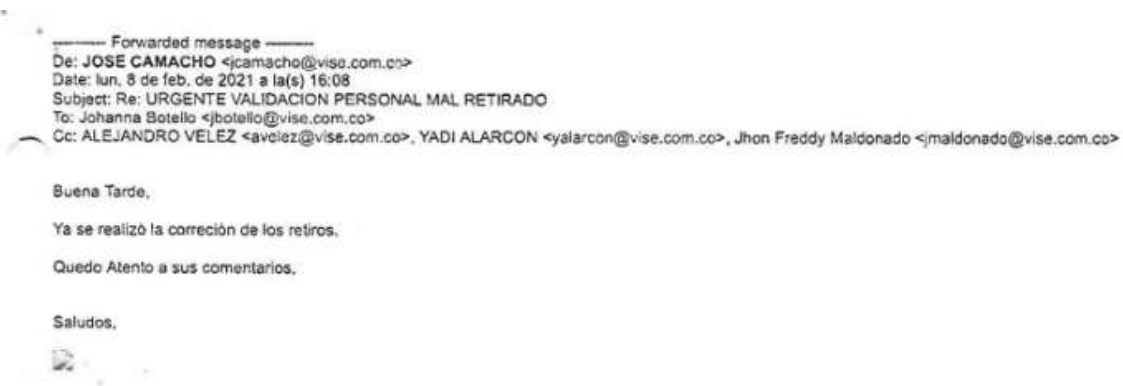 ---------- Forwarded message ----------
De: JOSE CAMACHO <jcamacho@vise.com.co>
Date: lun, 8 de feb. de 2021 a la(s) 16:08
Subject: Re: URGENTE VALIDACION PERSONAL MAL RETIRADO
To: Johanna Botello <jbotello@vise.com.co>
Cc: ALEJANDRO VELEZ <avelez@vise.com.co>, YADI ALARCON <yalarcon@vise.com.co>, Jhon Freddy Maldonado <jmaldonado@vise.com.co>
Buena Tarde,
Ya se realizó la correción de los retiros.
Quedo Atento a sus comentarios,
Saludos,